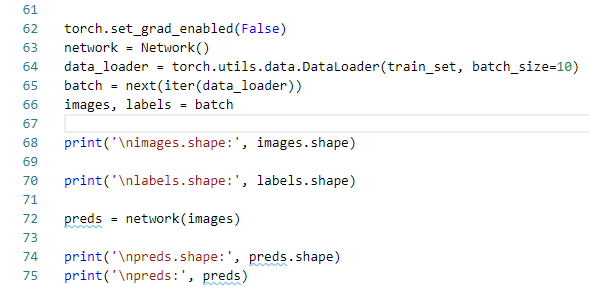 61
62 torch.set_grad_enabled(False)
63 network = Network()
64 data_loader = torch.utils.data.DataLoader(train_set, batch_size=10)
65 batch = next(iter(data_loader))
66 images, labels = batch
67
68 print('\nimages.shape:', images.shape)
69
70 print('\nlabels.shape:', labels.shape)
71
72 preds = network(images)
73
74 print('\npreds.shape:', preds.shape)
75 print('\npreds:', preds)